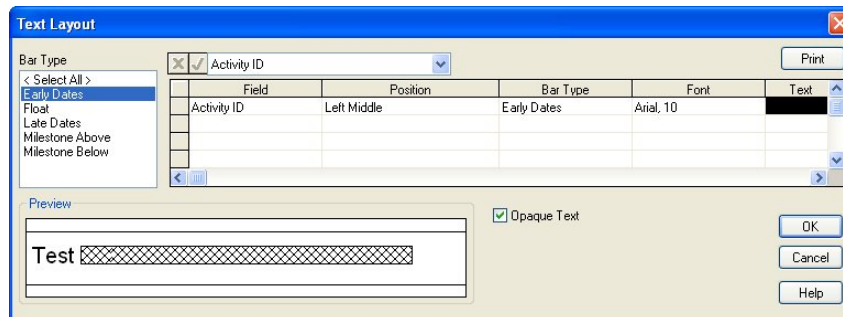 Text Layout
Bar Type
< Select All >
Early Dates
Float
Late Dates
Milestone Above
Milestone Below
Activity ID
Print
Field Position Bar Type Font Text
Activity ID Left Middle Early Dates Arial, 10
Preview
Test
Opaque Text
OK
Cancel
Help